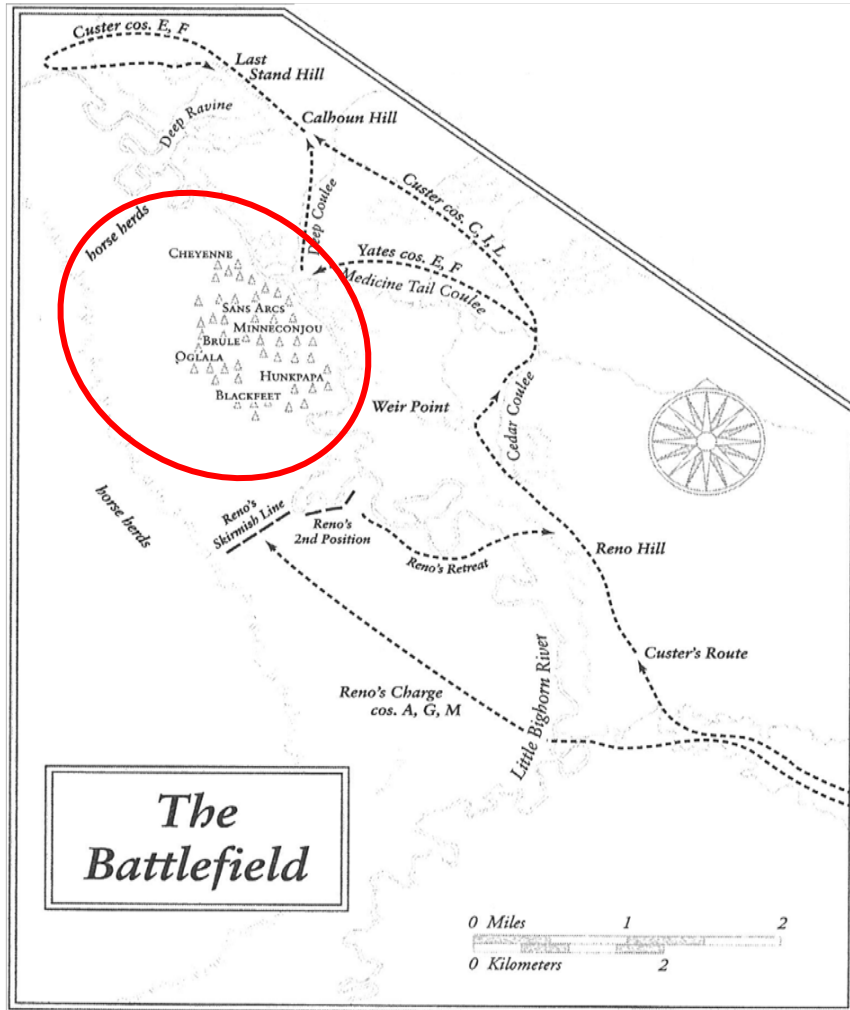 Custer cos. E, F
Last
Stand Hill
Deep Ravine
Calhoun Hill
Deep Coulee
Custer cos. C, I, L
horse herds
CHEYENNE
Yates cos. E, F
Medicine Tail Coulee
SANS ARCS
MINNECONJOU
BRULE
OGLALA
HUNKPAPA
BLACKFEET
Weir Point
Cedar Coulee
horse herds
Reno's
Skirmish Line
Reno's
2nd Position
Reno's Retreat
Reno Hill
Little Bighorn River
Custer's Route
Reno's Charge
cos. A, G, M
The
Battlefield
0 Miles 1 2
0 Kilometers 2